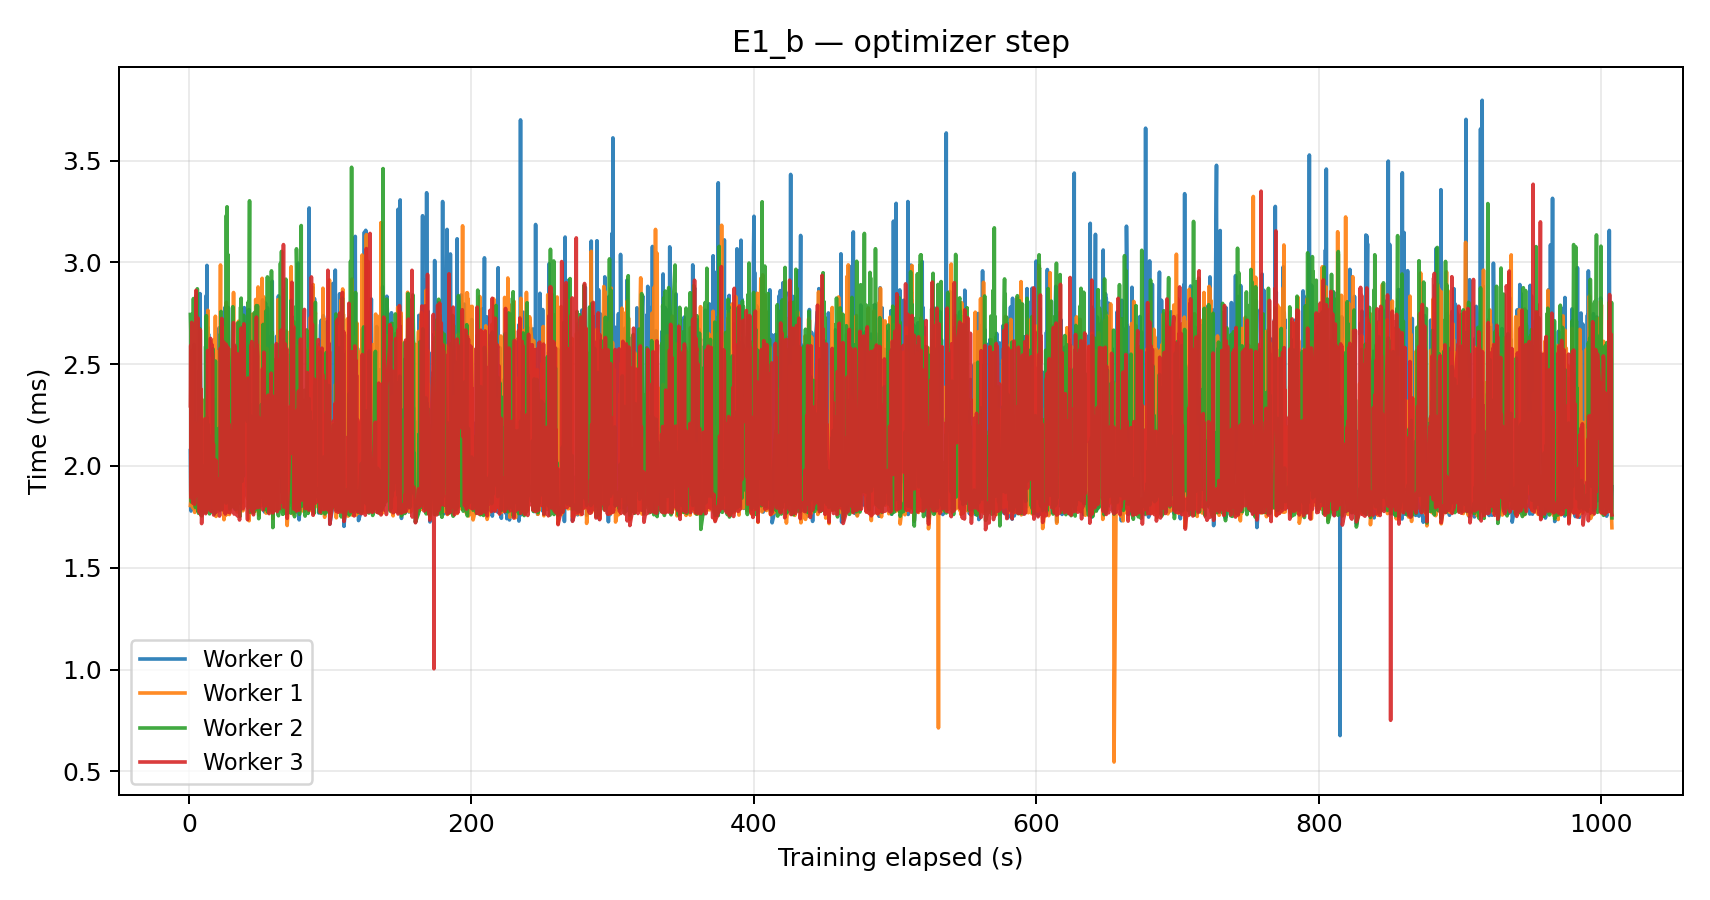 E1_b — optimizer step
Time (ms)
3.5
3.0
2.5
2.0
1.5
1.0
0.5
Worker 0
Worker 1
Worker 2
Worker 3
0 200 400 600 800 1000
Training elapsed (s)